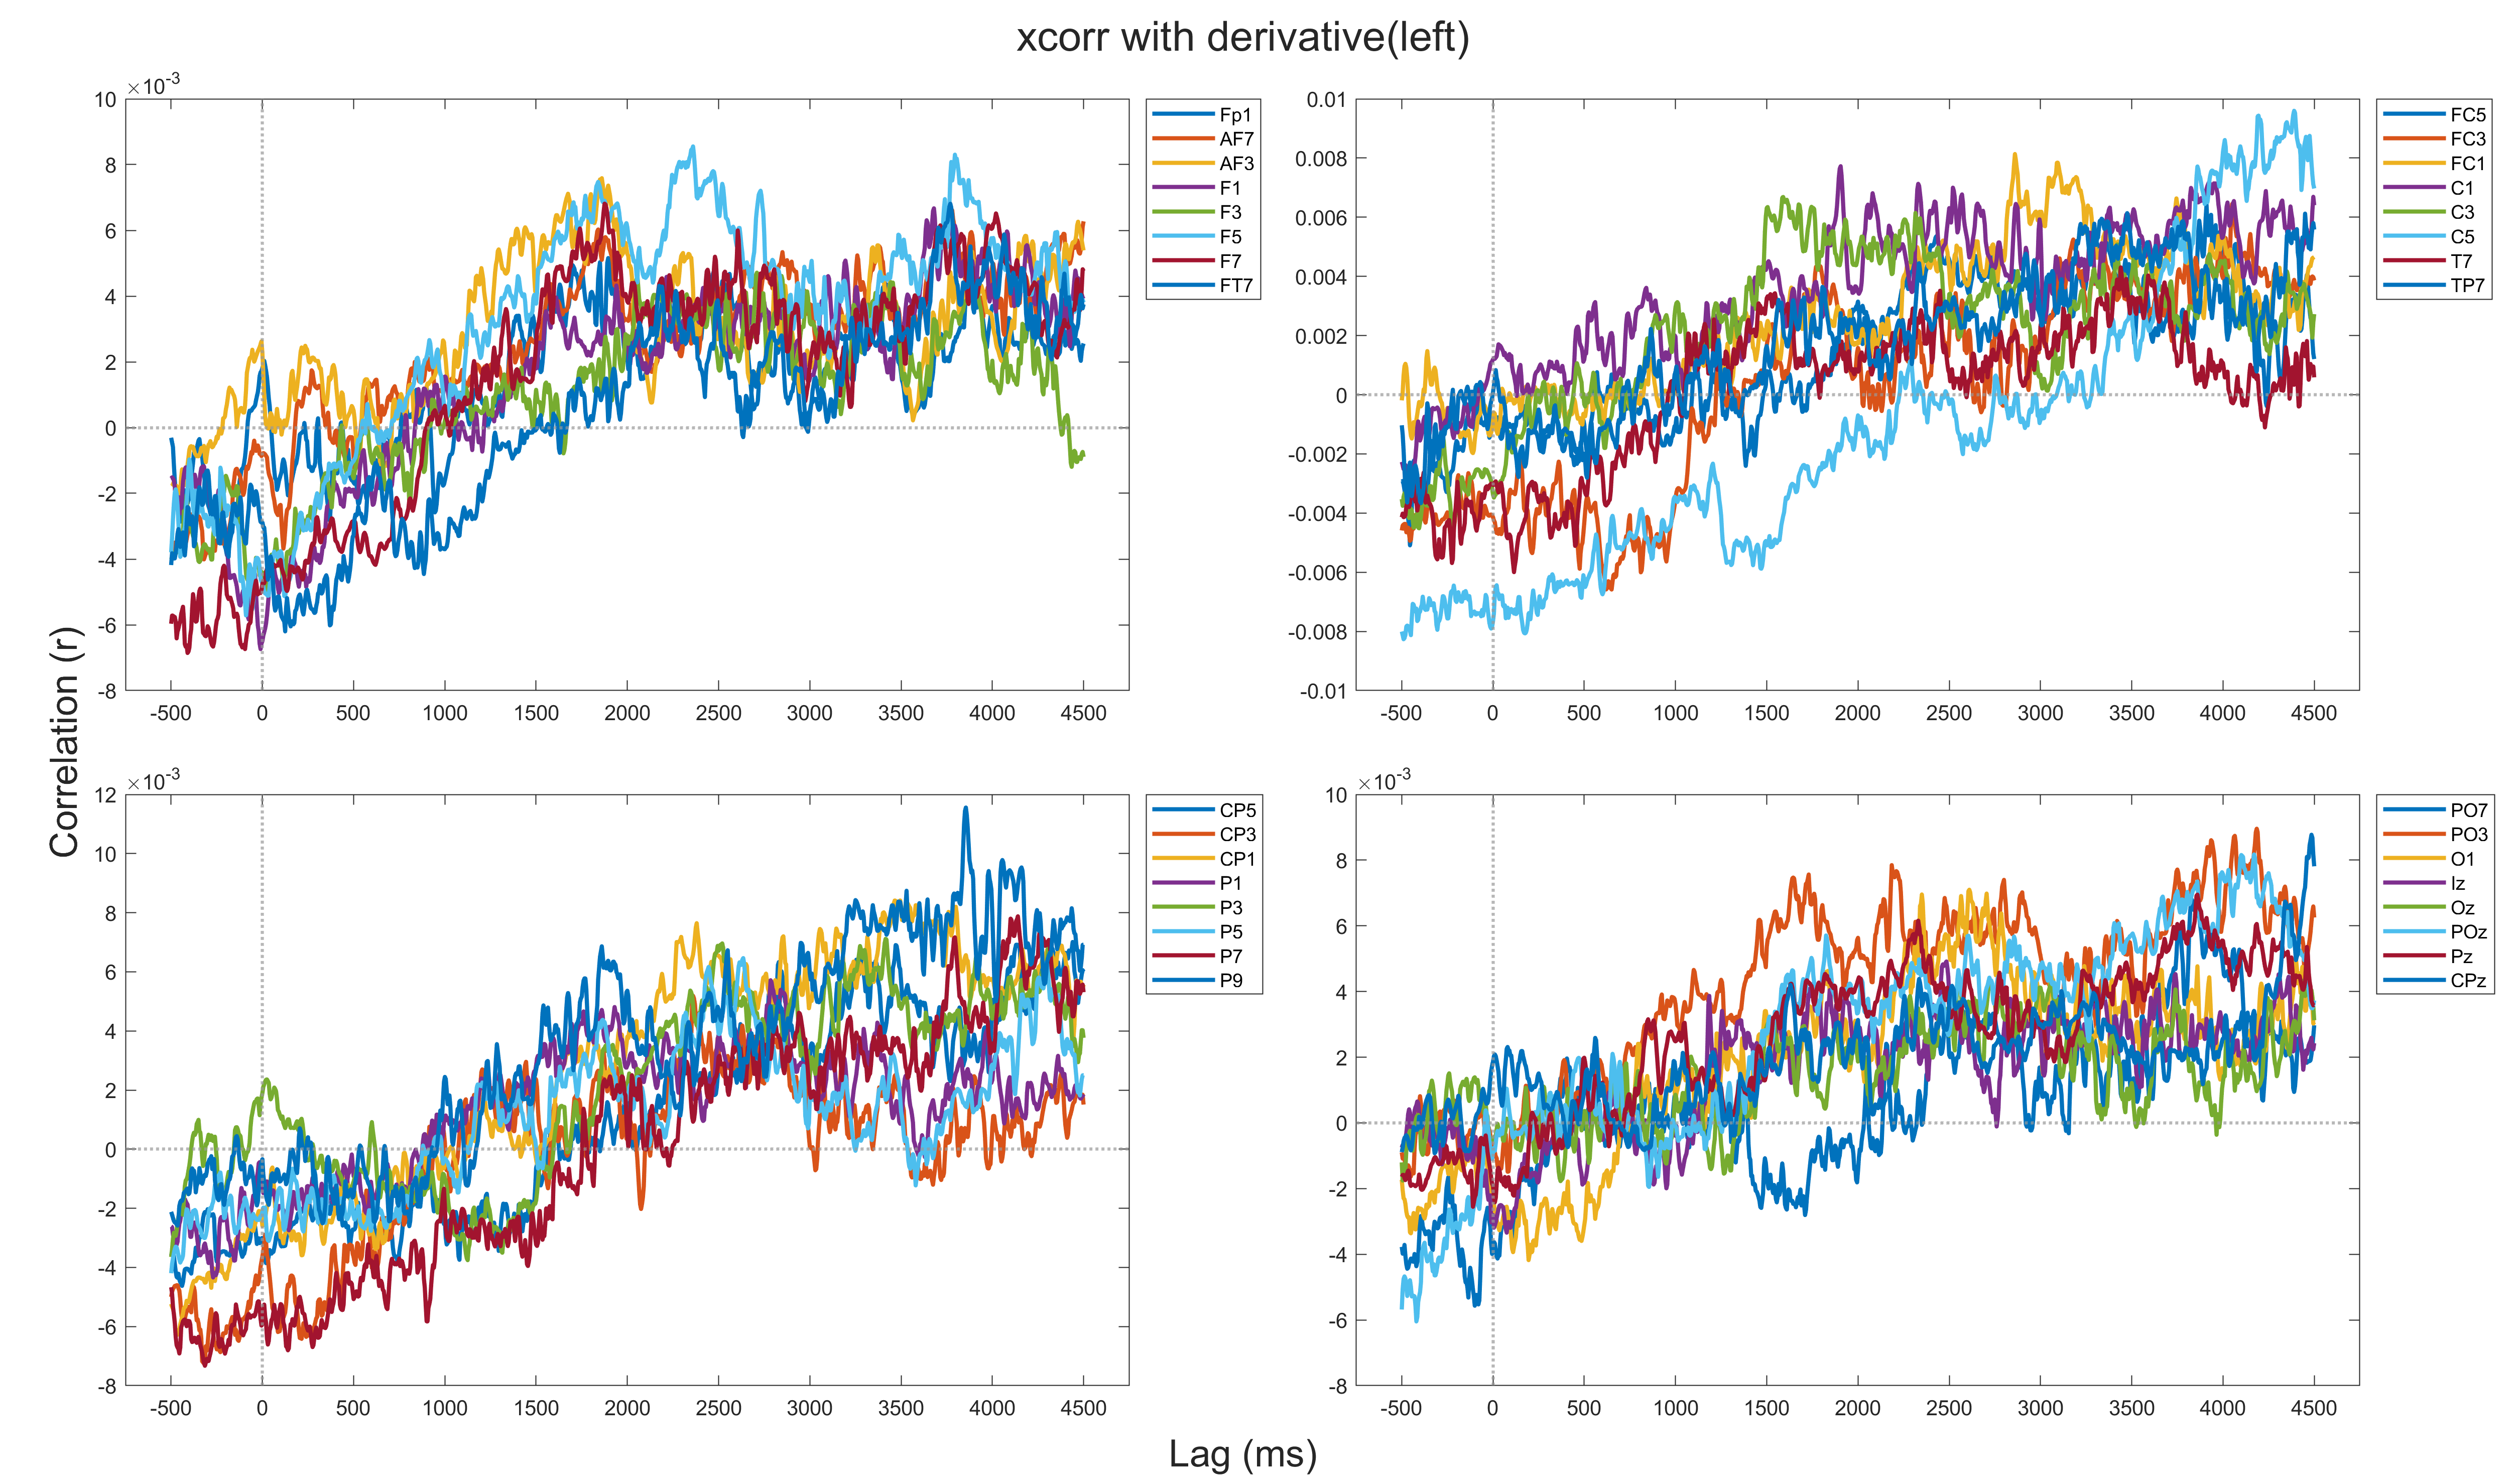 xcorr with derivative(left)
×10-3
10
8
6
4
2
0
-2
-4
-6
-8
-500 0 500 1000 1500 2000 2500 3000 3500 4000 4500
Fp1
AF7
AF3
F1
F3
F5
F7
FT7
0.01
0.008
0.006
0.004
0.002
0
-0.002
-0.004
-0.006
-0.008
-0.01
-500 0 500 1000 1500 2000 2500 3000 3500 4000 4500
FC5
FC3
FC1
C1
C3
C5
T7
TP7
Correlation (r)
×10-3
12
10
8
6
4
2
0
-2
-4
-6
-8
-500 0 500 1000 1500 2000 2500 3000 3500 4000 4500
CP5
CP3
CP1
P1
P3
P5
P7
P9
×10-3
10
8
6
4
2
0
-2
-4
-6
-8
-500 0 500 1000 1500 2000 2500 3000 3500 4000 4500
PO7
PO3
O1
Iz
Oz
POz
Pz
CPz
Lag (ms)